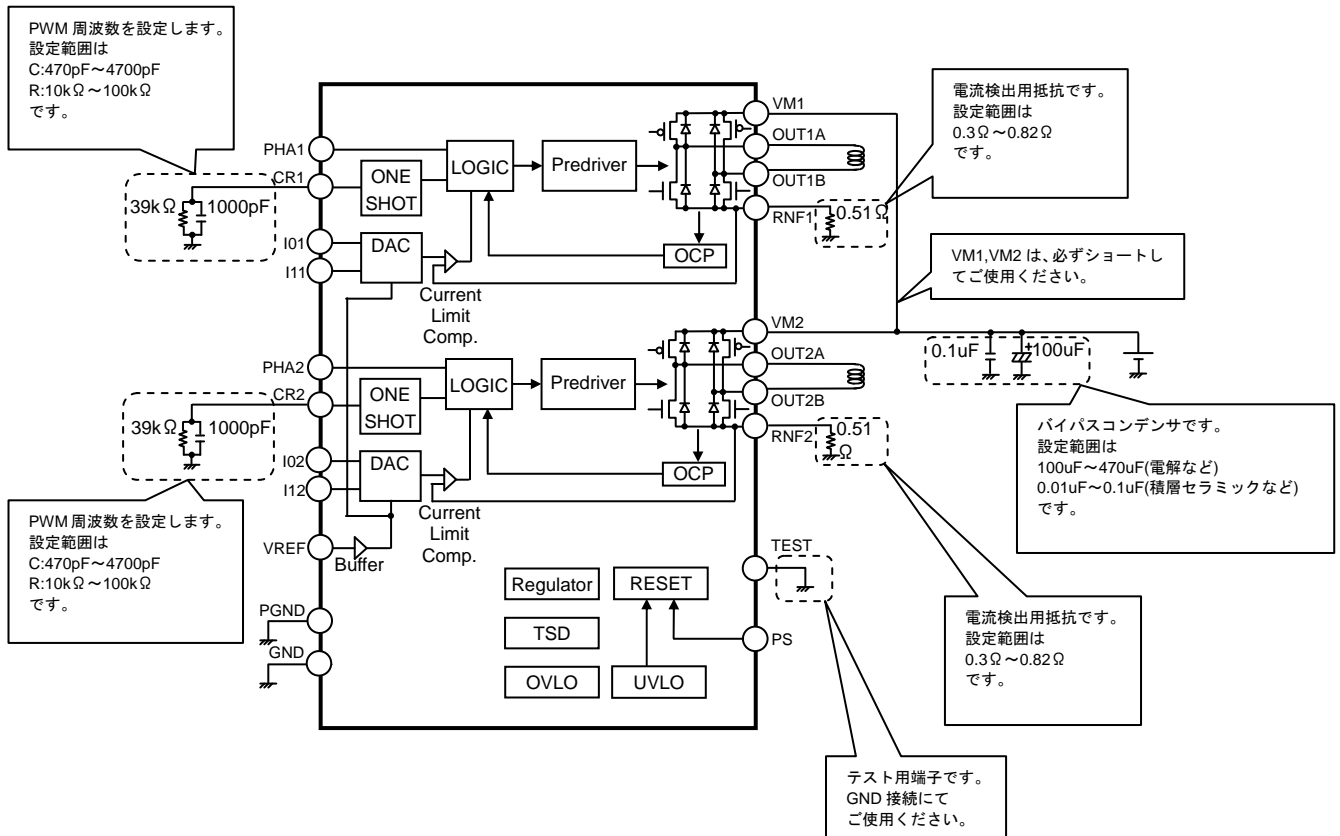 PWM 周波数を設定します。
設定範囲は
C:470pF～4700pF
R:10kΩ～100kΩ
です。
39kΩ
1000pF
PHA1
CR1
I01
I11
ONE
SHOT
LOGIC
Predriver
DAC
OCP
Current
Limit
Comp.
VM1
OUT1A
OUT1B
RNF1
0.51Ω
電流検出用抵抗です。
設定範囲は
0.3Ω～0.82Ω
です。
VM1,VM2 は、必ずショートし
てご使用ください。
PHA2
CR2
I02
I12
39kΩ
1000pF
ONE
SHOT
LOGIC
Predriver
DAC
OCP
Current
Limit
Comp.
VM2
OUT2A
OUT2B
RNF2
0.51
Ω
0.1uF
+
100uF
バイパスコンデンサです。
設定範囲は
100uF～470uF(電解など)
0.01uF～0.1uF(積層セラミックなど)
です。
PWM 周波数を設定します。
設定範囲は
C:470pF～4700pF
R:10kΩ～100kΩ
です。
VREF
Buffer
PGND
GND
Regulator
RESET
TSD
OVLO
UVLO
TEST
PS
電流検出用抵抗です。
設定範囲は
0.3Ω～0.82Ω
です。
テスト用端子です。
GND 接続にて
ご使用ください。